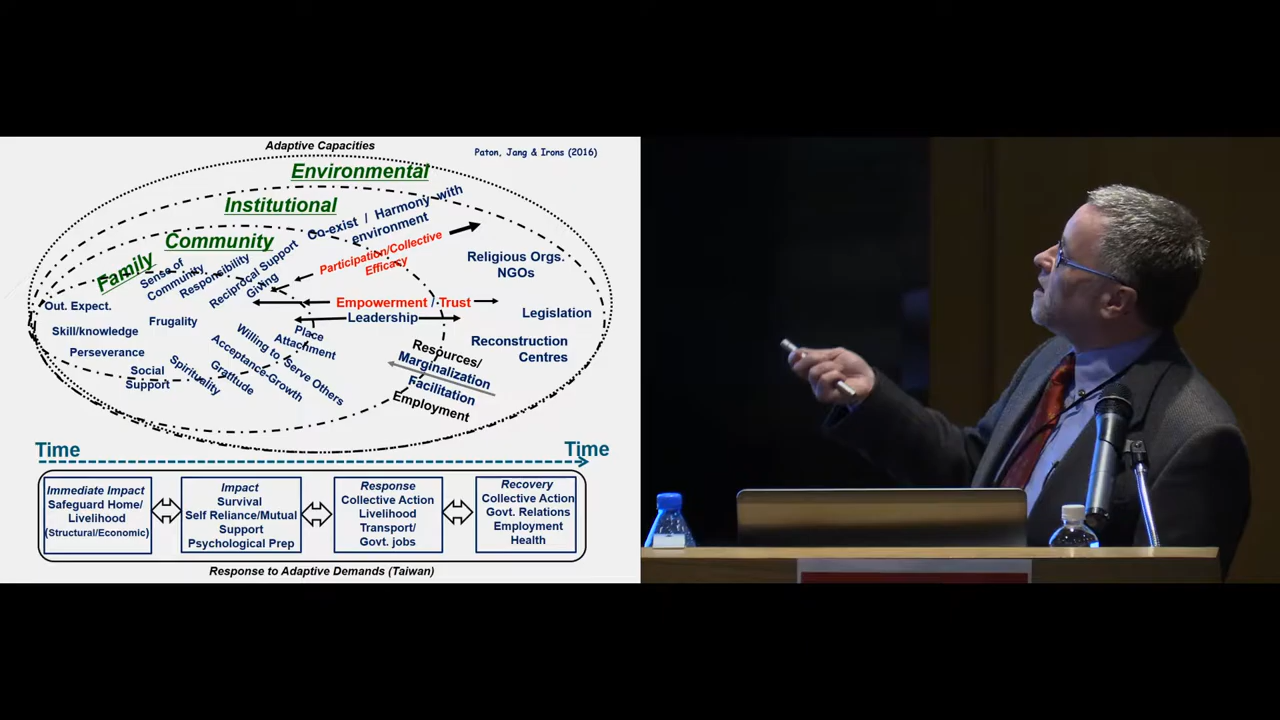 Adaptive Capacities
Paton, Jang & Irons (2016)
Environmental
Institutional
Community
Family
Co-exist / Harmony with
environment
Participation/Collective
Efficacy
Religious Orgs.
NGOs
Sense of
Community
Responsibility
Reciprocal Support
Giving
Out. Expect.
Skill/knowledge
Frugality
Perseverance
Social
Support
Spirituality
Gratitude
Acceptance-Growth
Willing to Serve Others
Place
Attachment
Empowerment / Trust
Leadership
Legislation
Reconstruction
Centres
Resources/
Marginalization
Facilitation
Employment
Time
Time
Immediate Impact
Safeguard Home/
Livelihood
(Structural/Economic)
Impact
Survival
Self Reliance/Mutual
Support
Psychological Prep
Response
Collective Action
Livelihood
Transport/
Govt. jobs
Recovery
Collective Action
Govt. Relations
Employment
Health
Response to Adaptive Demands (Taiwan)